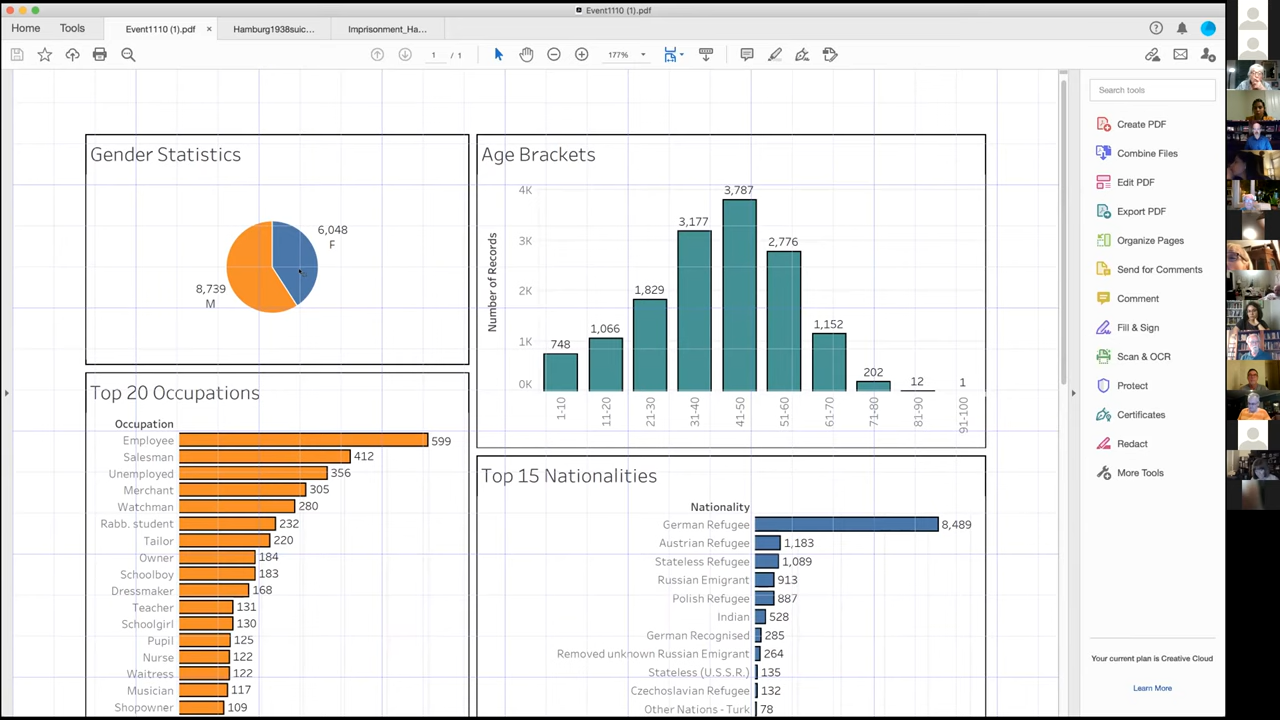 Event1110 (1).pdf
Home Tools Event1110 (1).pdf × Hamburg1938suic... Imprisonment_Ha...
1 / 1 177%
Search tools
Create PDF
Combine Files
Edit PDF
Export PDF
Organize Pages
Send for Comments
Comment
Fill & Sign
Scan & OCR
Protect
Certificates
Redact
More Tools
Your current plan is Creative Cloud
Learn More
Gender Statistics
6,048
F
8,739
M
Age Brackets
Number of Records
4K
3K
2K
1K
0K
748 1,066 1,829 3,177 3,787 2,776 1,152 202 12 1
1-10 11-20 21-30 31-40 41-50 51-60 61-70 71-80 81-90 91-100
Top 20 Occupations
Occupation
Employee 599
Salesman 412
Unemployed 356
Merchant 305
Watchman 280
Rabb. student 232
Tailor 220
Owner 184
Schoolboy 183
Dressmaker 168
Teacher 131
Schoolgirl 130
Pupil 125
Nurse 122
Waitress 122
Musician 117
Shopowner 109
Top 15 Nationalities
Nationality
German Refugee 8,489
Austrian Refugee 1,183
Stateless Refugee 1,089
Russian Emigrant 913
Polish Refugee 887
Indian 528
German Recognised 285
Removed unknown Russian Emigrant 264
Stateless (U.S.S.R.) 135
Czechoslavian Refugee 132
Other Nations - Turk 78